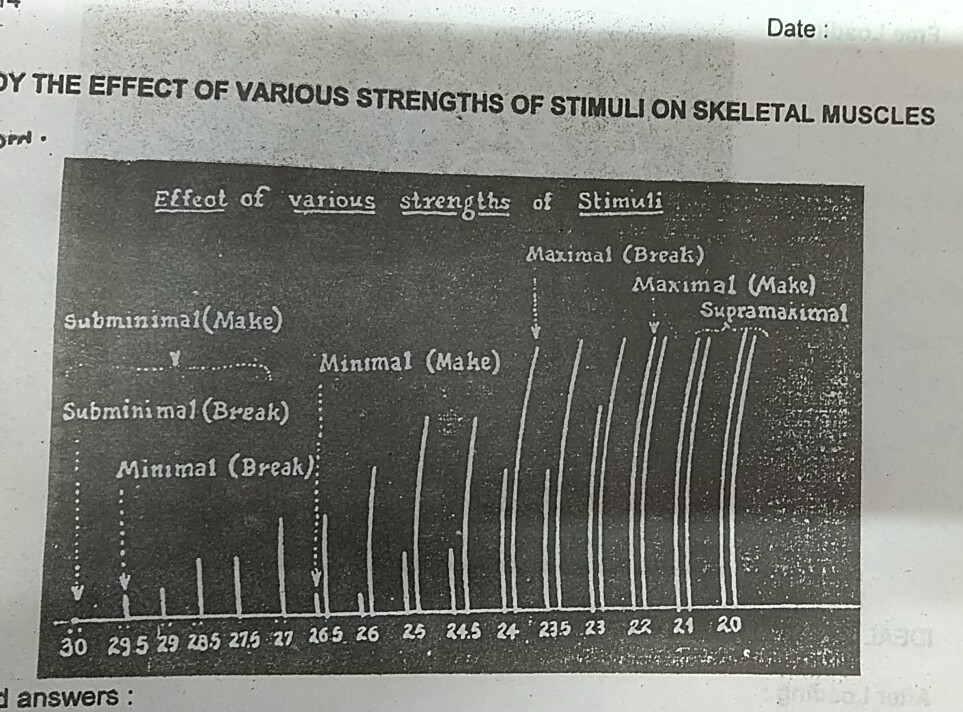 Date :
DY THE EFFECT OF VARIOUS STRENGTHS OF STIMULI ON SKELETAL MUSCLES
Effect of various strengths of Stimuli
Maximal (Break)
Maximal (Make)
Supramaximal
Subminimal (Make)
Minimal (Make)
Subminimal (Break)
Minimal (Break)
30 29.5 29 28.5 27.5 27 26.5 26 25 24.5 24 23.5 23 22 21 20
d answers :